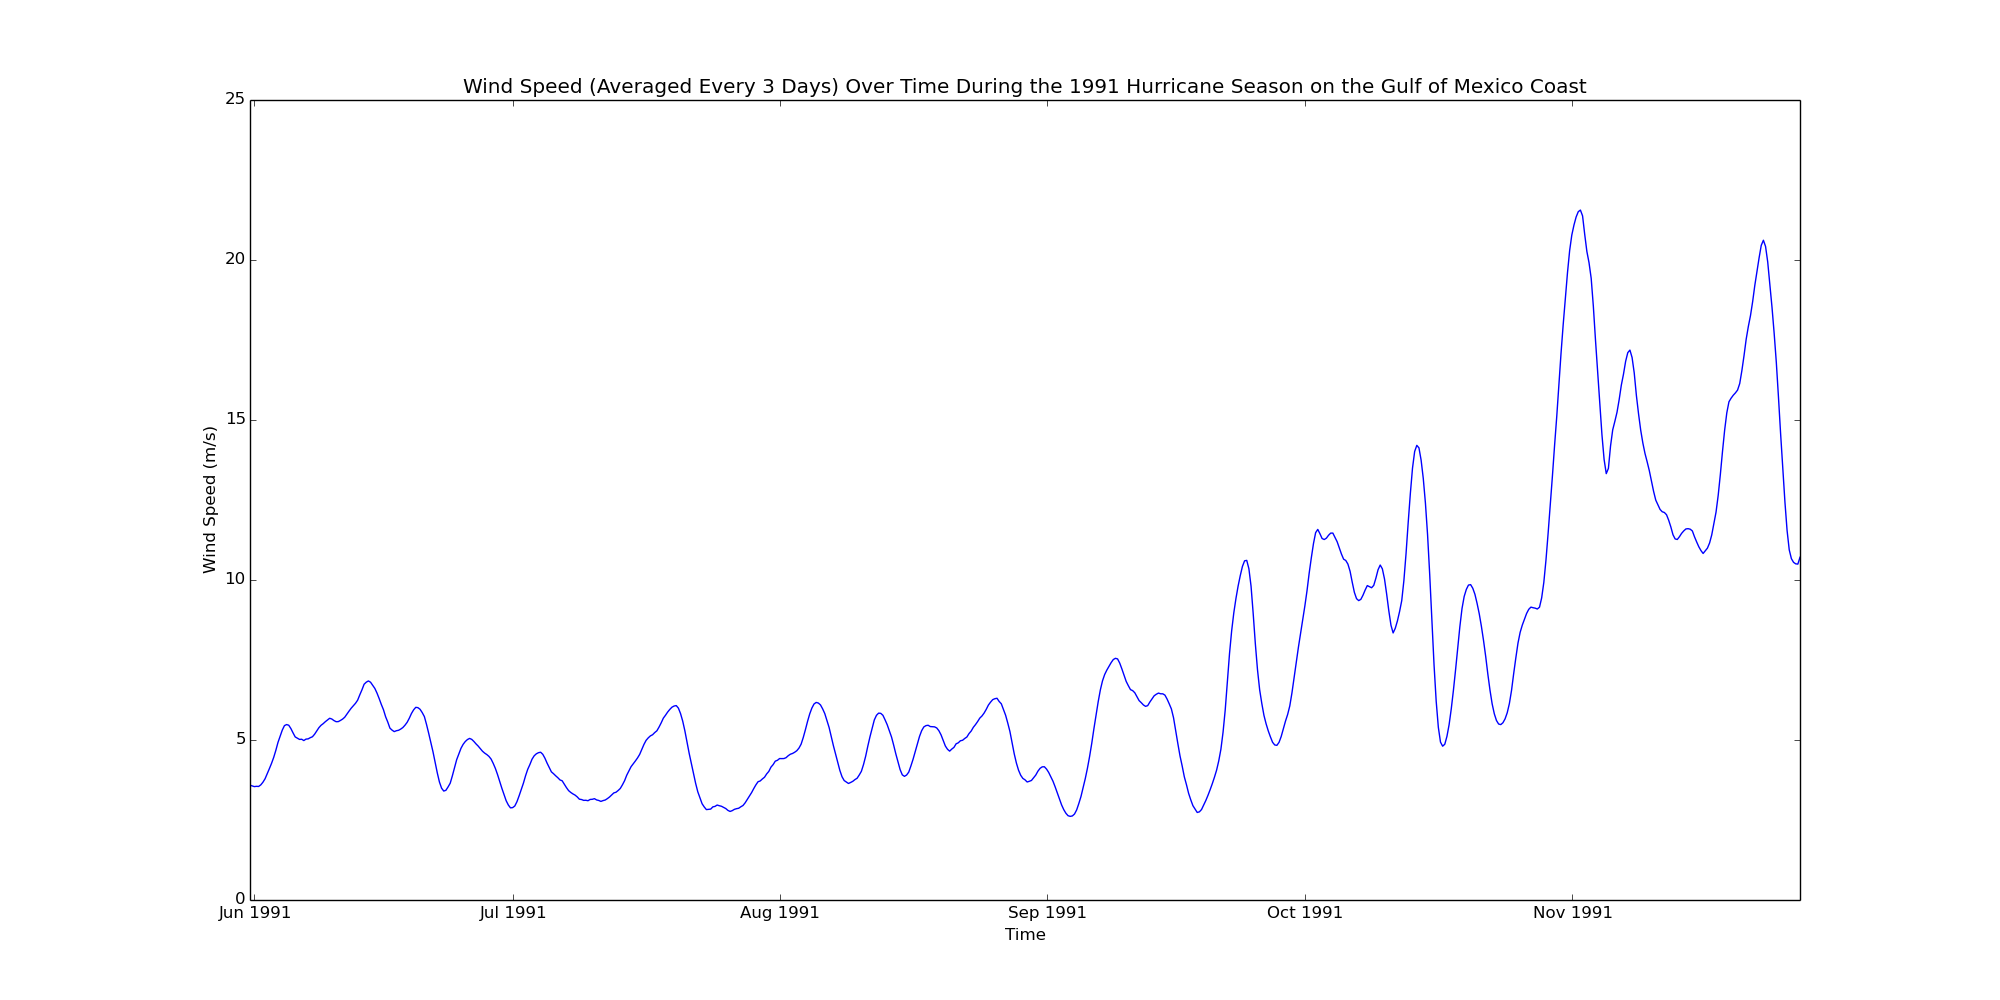 Wind Speed (Averaged Every 3 Days) Over Time During the 1991 Hurricane Season on the Gulf of Mexico Coast
25
20
15
10
5
0
Wind Speed (m/s)
Jun 1991 Jul 1991 Aug 1991 Sep 1991 Oct 1991 Nov 1991
Time